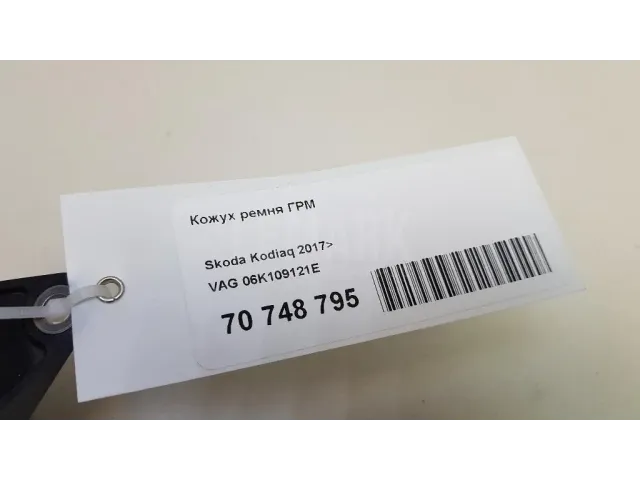 Кожух ремня ГРМ
Skoda Kodiaq 2017>
VAG 06K109121E
70 748 795